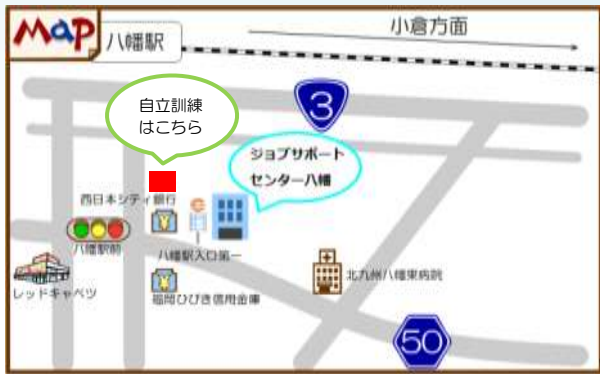 MaP
八幡駅
小倉方面
3
自立訓練
はこちら
ジョブサポート
センター八幡
西日本シティ銀行
八幡駅前
八幡駅入口第一
レッドキャベツ
福岡ひびき信用金庫
北九州八幡東病院
50